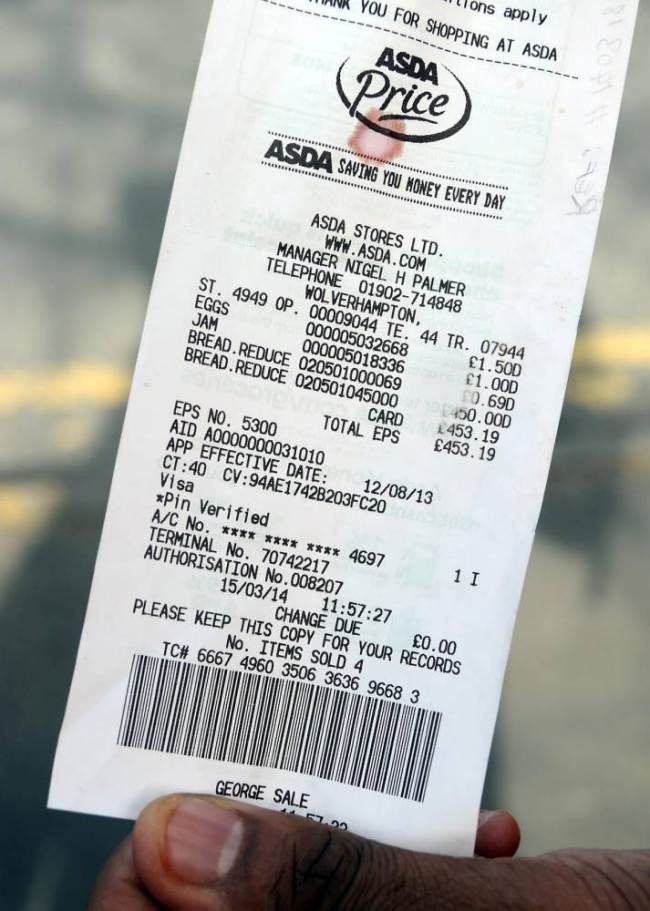 apply
THANK YOU FOR SHOPPING AT ASDA
ASDA
Price
ASDA SAVING YOU MONEY EVERY DAY
ASDA STORES LTD.
WWW.ASDA.COM
MANAGER NIGEL H PALMER
TELEPHONE 01902-714848
WOLVERHAMPTON,
ST. 4949 OP. 00009044 TE. 44 TR. 07944
EGGS 000005032668 £1.50D
JAM 000005018336 £1.00D
BREAD.REDUCE 020501000069 £0.69D
BREAD.REDUCE 020501045000 £450.00D
CARD £453.19
TOTAL EPS £453.19
EPS NO. 5300
AID A0000000031010
APP EFFECTIVE DATE: 12/08/13
CT:40 CV:94AE1742B203FC20
Visa
*Pin Verified
A/C No. **** **** **** 4697 1 I
TERMINAL No. 70742217
AUTHORISATION No.008207
15/03/14 11:57:27
CHANGE DUE £0.00
PLEASE KEEP THIS COPY FOR YOUR RECORDS
No. ITEMS SOLD 4
TC# 6667 4960 3506 3636 9668 3
GEORGE SALE